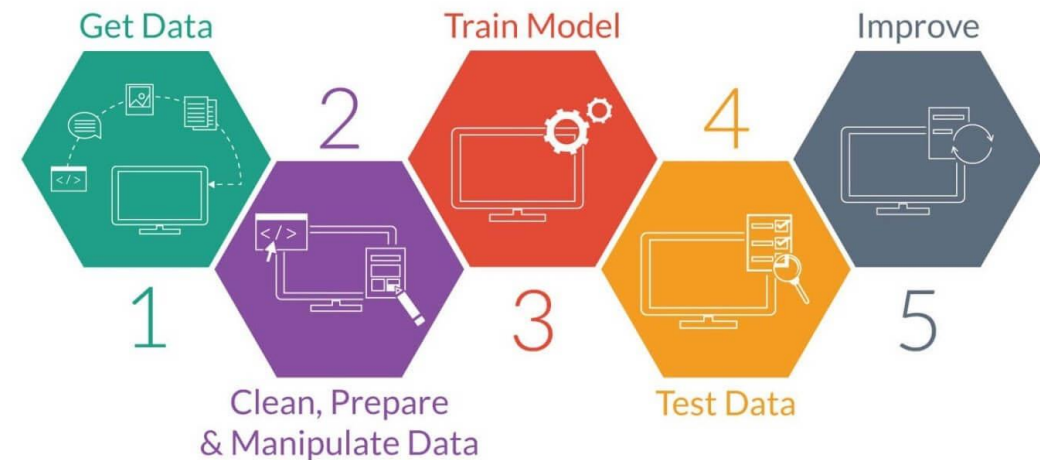 Get Data
1
2
Clean, Prepare
& Manipulate Data
</>
</>
Train Model
3
4
Test Data
Improve
5